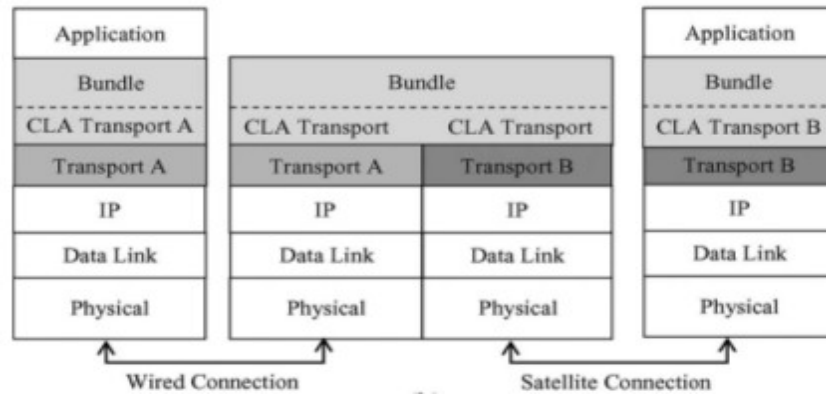 Application
Bundle
CLA Transport A
Transport A
IP
Data Link
Physical
Bundle
CLA Transport CLA Transport
Transport A Transport B
IP IP
Data Link Data Link
Physical Physical
Application
Bundle
CLA Transport B
Transport B
IP
Data Link
Physical
Wired Connection
Satellite Connection